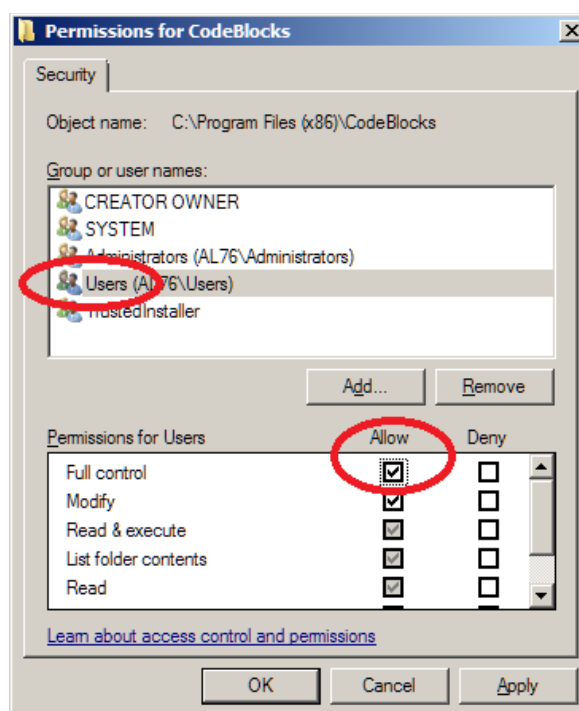 Permissions for CodeBlocks
Security
Object name: C:\Program Files (x86)\CodeBlocks
Group or user names:
CREATOR OWNER
SYSTEM
Administrators (AL76\Administrators)
Users (AL76\Users)
TrustedInstaller
Add... Remove
Permissions for Users Allow Deny
Full control
Modify
Read & execute
List folder contents
Read
Learn about access control and permissions
OK Cancel Apply